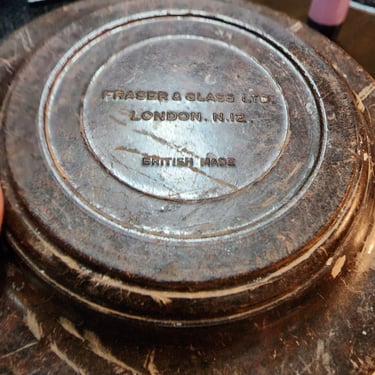 FRASER & GLASS LTD.
LONDON. N.12.
BRITISH MADE